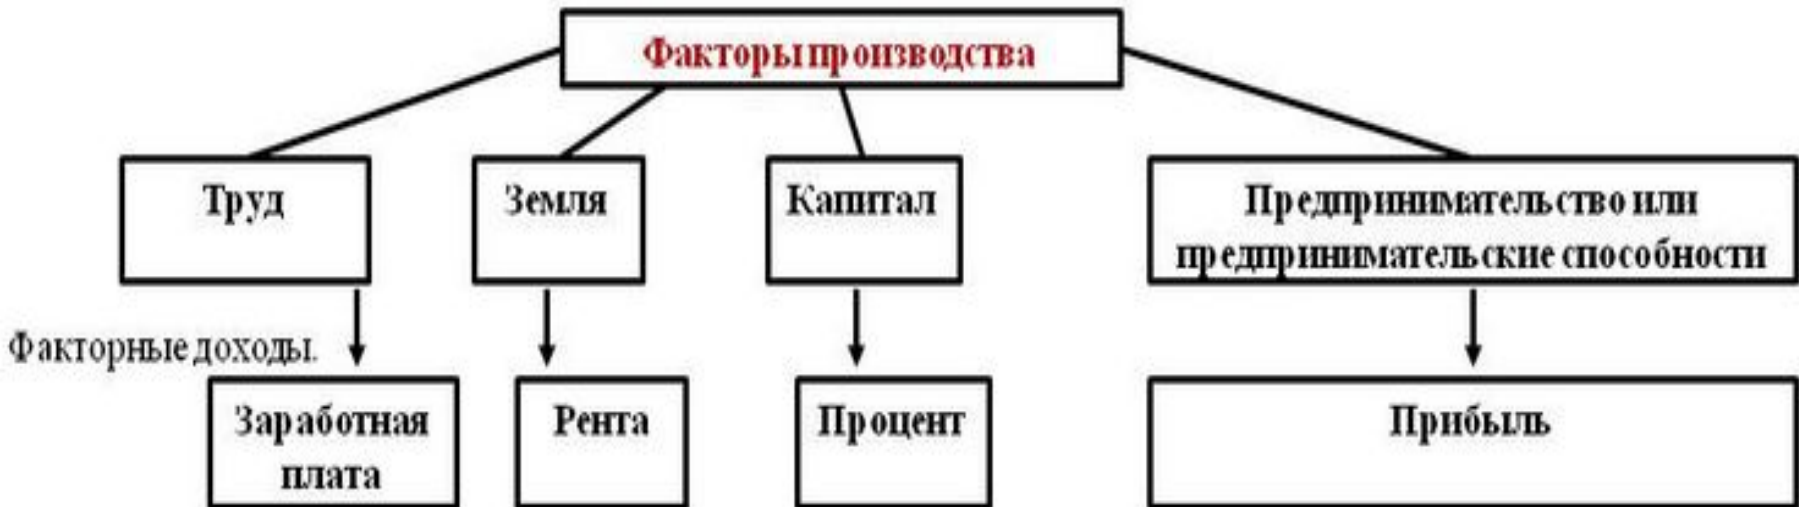 Факторы производства
Труд
Земля
Капитал
Предпринимательство или
предпринимательские способности
Факторные доходы.
Заработная
плата
Рента
Процент
Прибыль